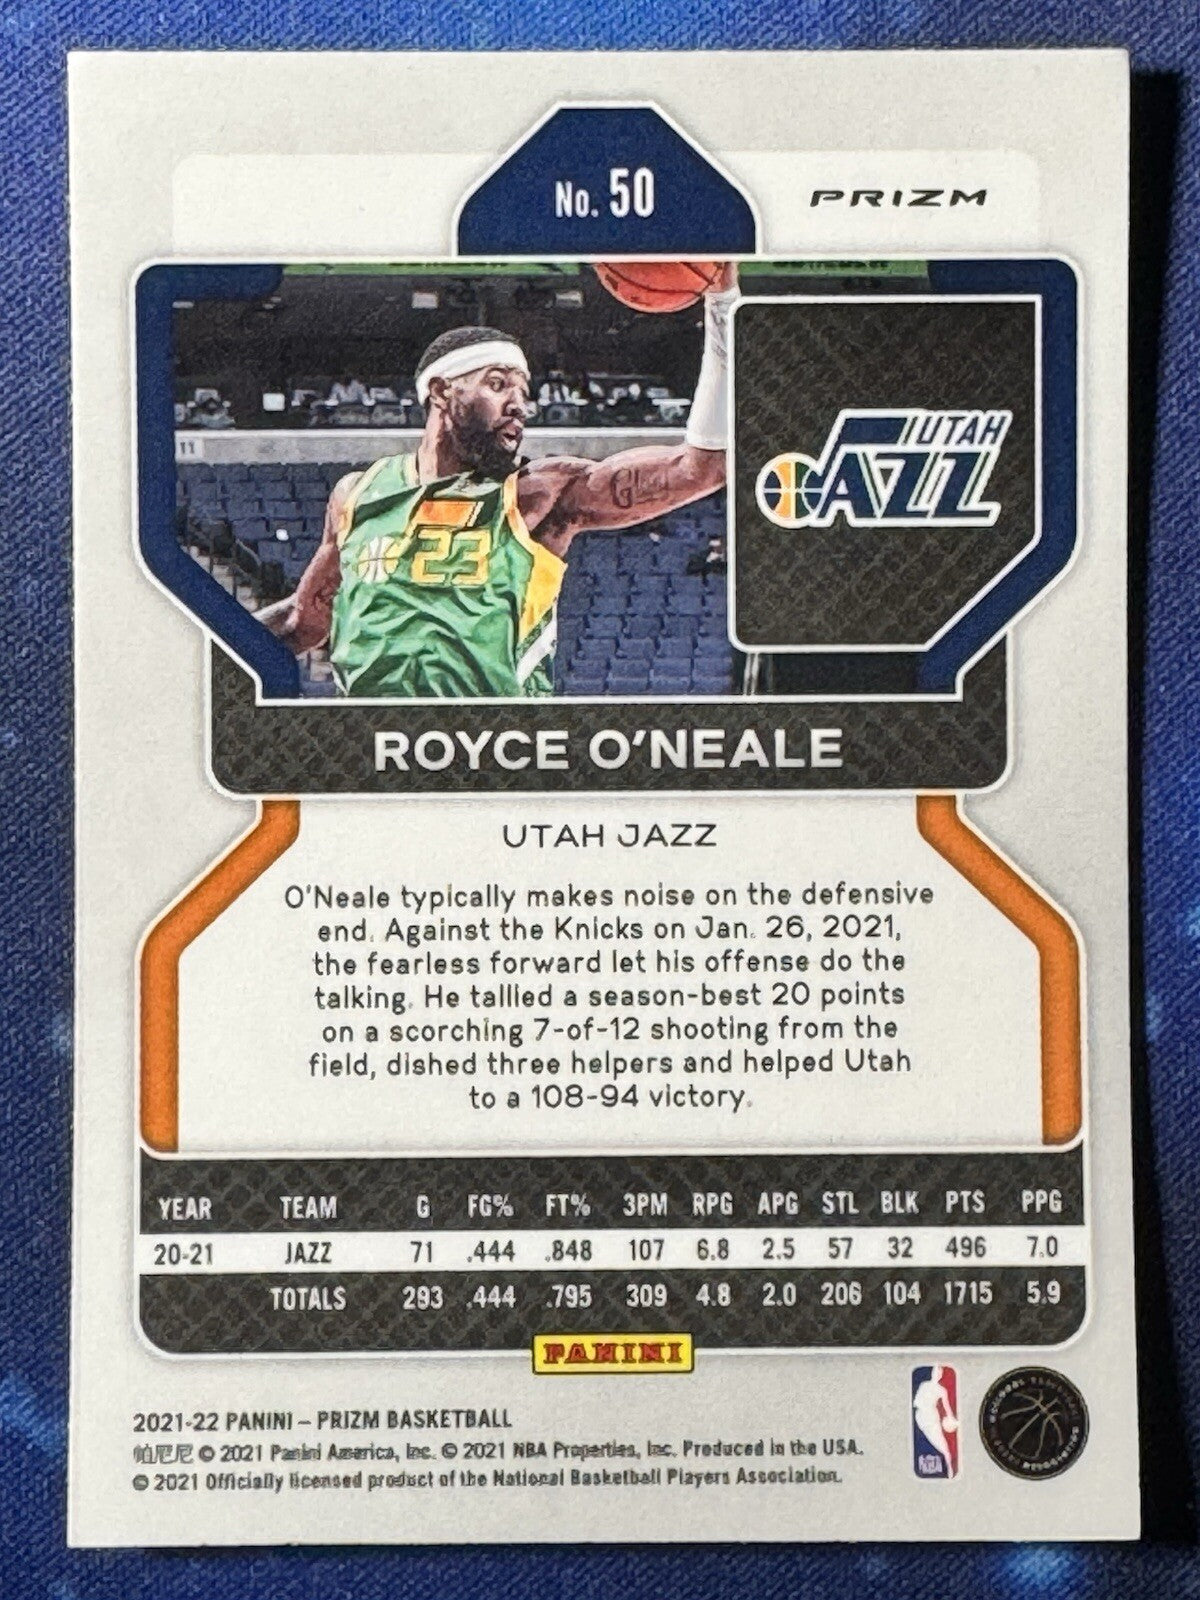 No. 50
PRIZM
11
23
UTAH
JAZZ
ROYCE O'NEALE
UTAH JAZZ
O'Neale typically makes noise on the defensive
end. Against the Knicks on Jan. 26, 2021,
the fearless forward let his offense do the
talking. He tallied a season-best 20 points
on a scorching 7-of-12 shooting from the
field, dished three helpers and helped Utah
to a 108-94 victory.
YEAR TEAM G FG% FT% 3PM RPG APG STL BLK PTS PPG
20-21 JAZZ 71 .444 .848 107 6.8 2.5 57 32 496 7.0
TOTALS 293 .444 .795 309 4.8 2.0 206 104 1715 5.9
PANINI
2021-22 PANINI – PRIZM BASKETBALL
帕尼尼 © 2021 Panini America, Inc. © 2021 NBA Properties, Inc. Produced in the USA.
© 2021 Officially licensed product of the National Basketball Players Association.